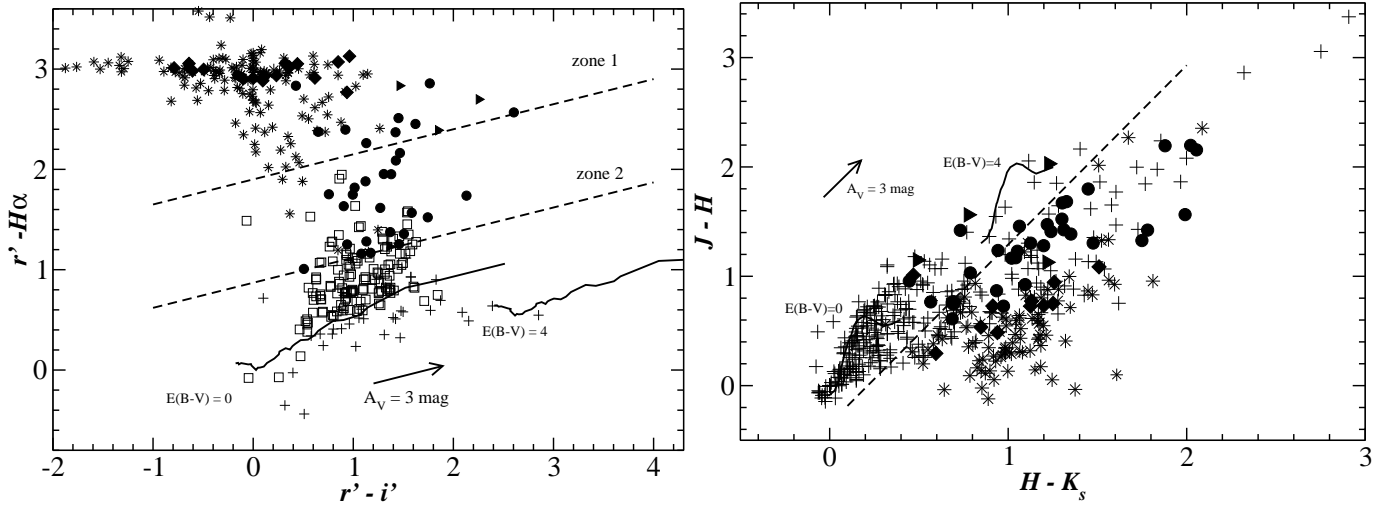 zone 1
zone 2
E(B-V) = 4
E(B-V) = 0
A_V = 3 mag
r' -Hα
3
2
1
0
-2 -1 0 1 2 3 4
r' - i'
E(B-V)=4
A_V = 3 mag
E(B-V)=0
J - H
3
2
1
0
0 1 2 3
H - K_s